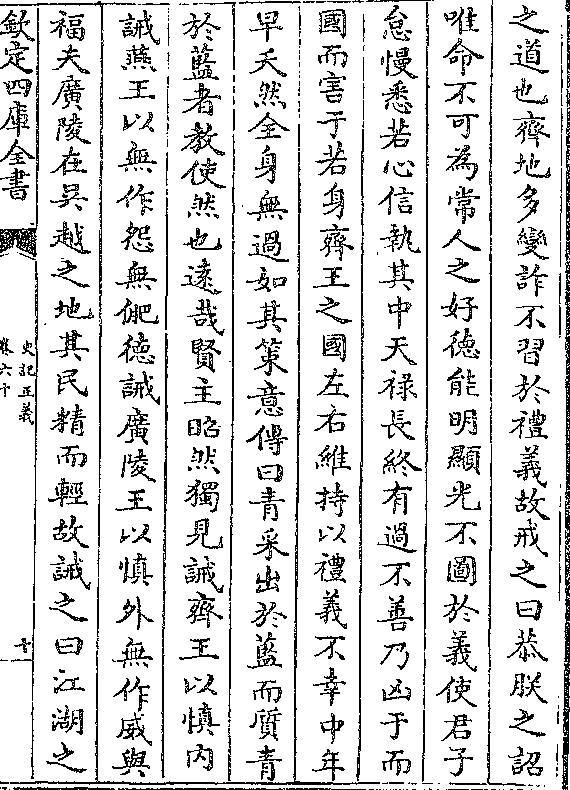 之道也齊地多變詐不習於禮義故戒之曰恭朕之詔
唯命不可為常人之好德能明顯光不圖於義使君子
怠慢悉若心信執其中天祿長終有過不善乃凶于而
國而害于若身齊王之國左右維持以禮義不幸中年
早夭然全身無過如其策意傳曰青采出於藍而質青
於藍者教使然也遠哉賢主昭然獨見誡齊王以慎內
誡燕王以無作怨無俷德誡廣陵王以慎外無作威與
福夫廣陵在吳越之地其民精而輕故誡之曰江湖之
欽定四庫全書
史記正義
卷六十
十